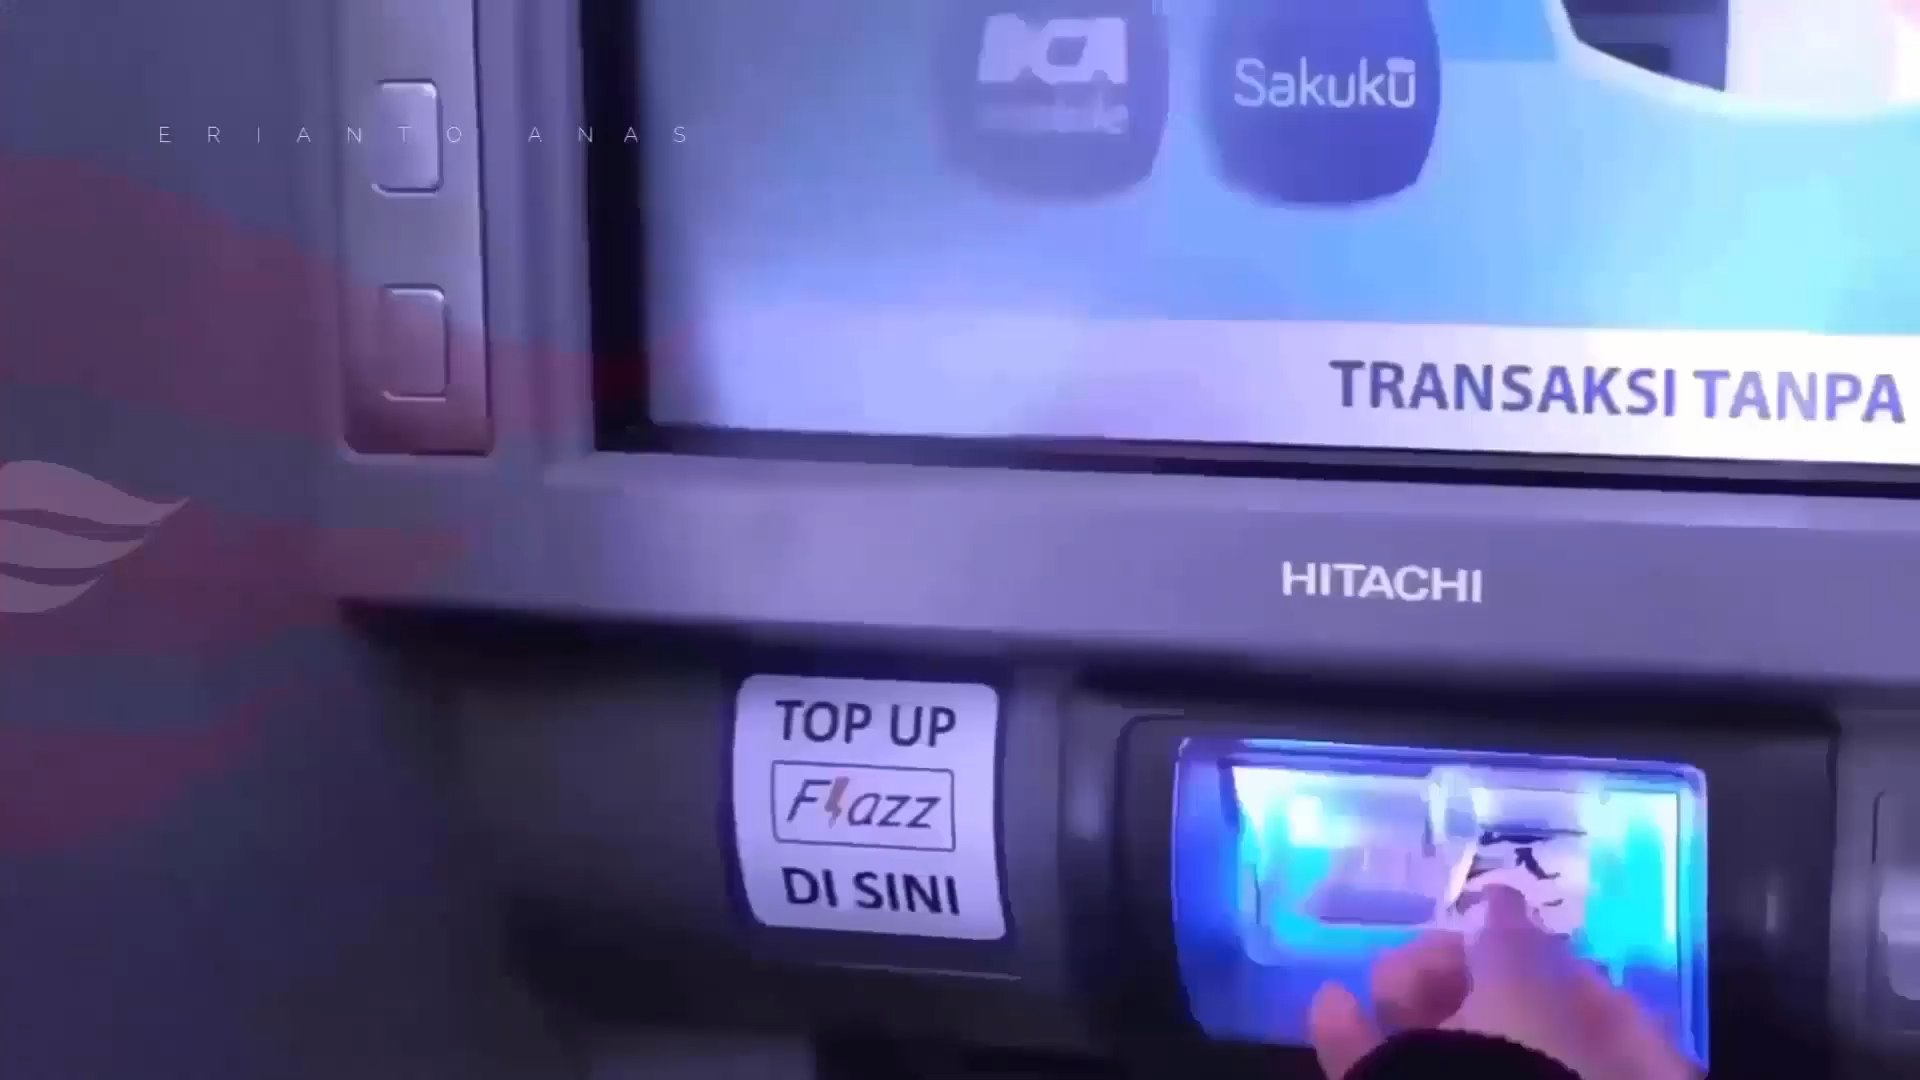 BCA
Sakuku
ERIANTO ANAS
TRANSAKSI TANPA
HITACHI
TOP UP
Flazz
DI SINI